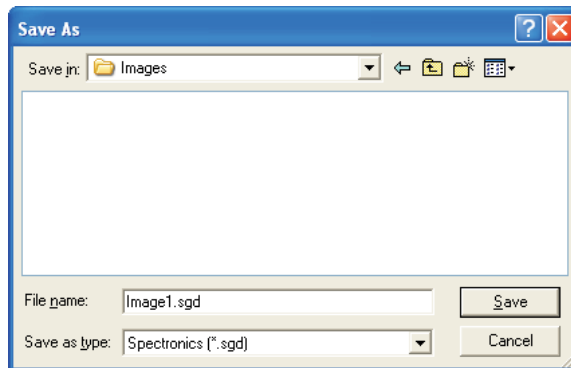 Save As
Save in: Images
File name: Image1.sgd Save
Save as type: Spectronics (*.sgd) Cancel